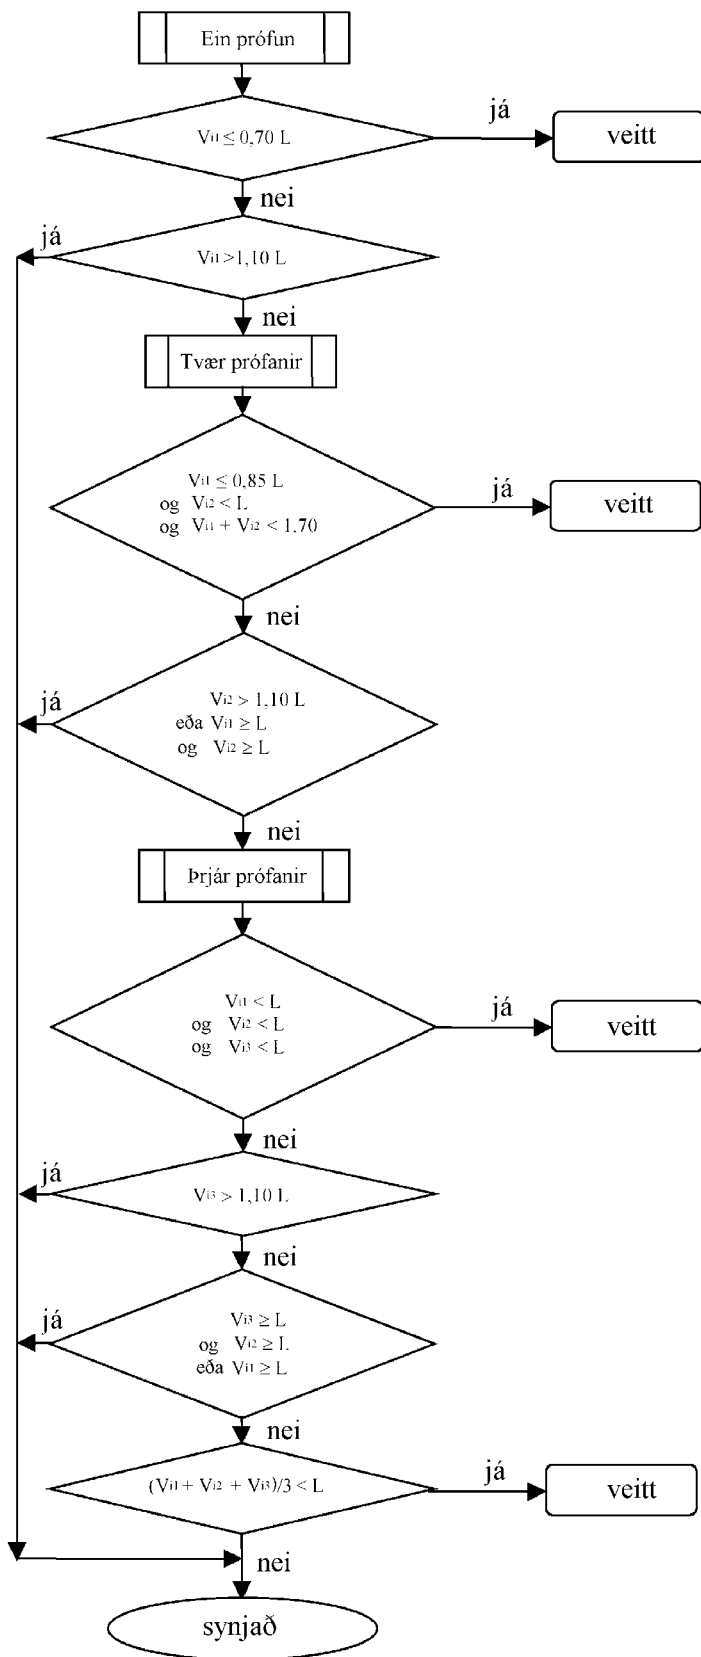 Ein prófun
Vi1 ≤ 0,70 L
já
veitt
nei
já
Vi1 >1,10 L
nei
Tvær prófanir
Vi1 ≤ 0,85 L
og Vi2 < L
og Vi1 + Vi2 < 1.70
já
veitt
nei
já
Vi2 > 1,10 L
eða Vi1 ≥ L
og Vi2 ≥ L
nei
Þrjár prófanir
Vi1 < L
og Vi2 < L
og Vi3 < L
já
veitt
nei
já
Vi3 > 1,10 L
nei
já
Vi3 ≥ L
og Vi2 ≥ L
eða Vi1 ≥ L
nei
(Vi1 + Vi2 + Vi3)/3 < L
já
veitt
nei
synjað